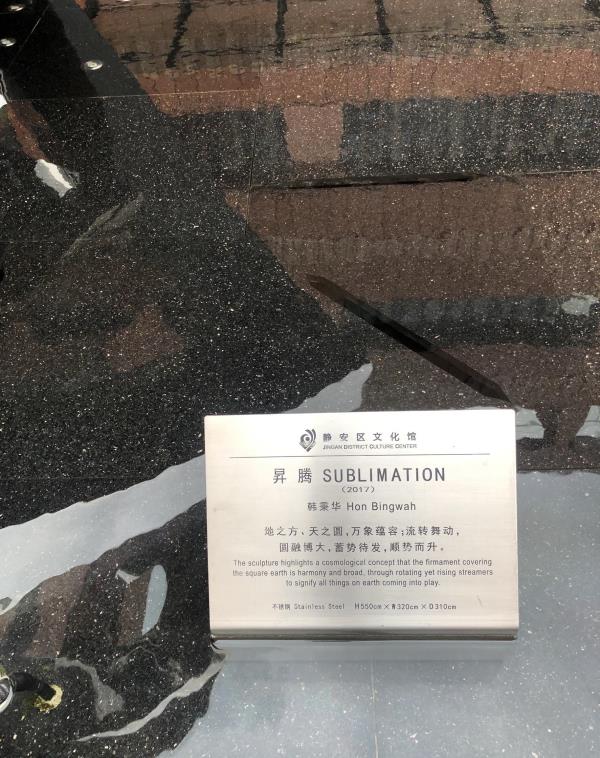 静安区文化馆
JINGAN DISTRICT CULTURE CENTER
昇腾 SUBLIMATION
(2017)
韩秉华 Hon Bingwah
地之方、天之圆,万象蕴容;流转舞动,
圆融博大,蓄势待发,顺势而升。
The sculpture highlights a cosmological concept that the firmament covering
the square earth is harmony and broad, through rotating yet rising streamers
to signify all things on earth coming into play.
不锈钢 Stainless Steel H550cm×W320cm×D310cm